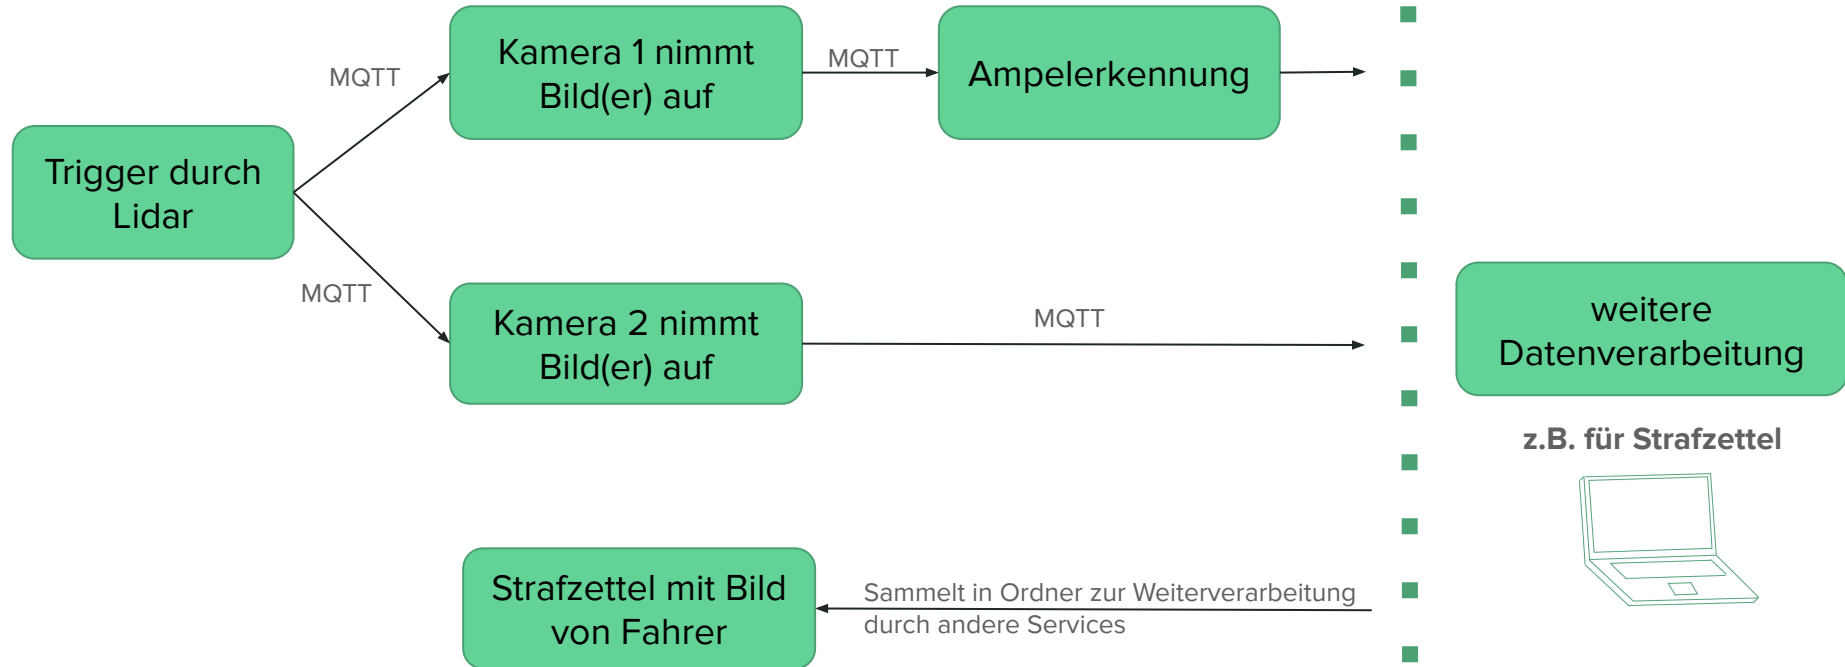 Kamera 1 nimmt
Bild(er) auf
MQTT
Ampelerkennung
MQTT
Trigger durch
Lidar
MQTT
Kamera 2 nimmt
Bild(er) auf
MQTT
weitere
Datenverarbeitung
z.B. für Strafzettel
Strafzettel mit Bild
von Fahrer
Sammelt in Ordner zur Weiterverarbeitung
durch andere Services